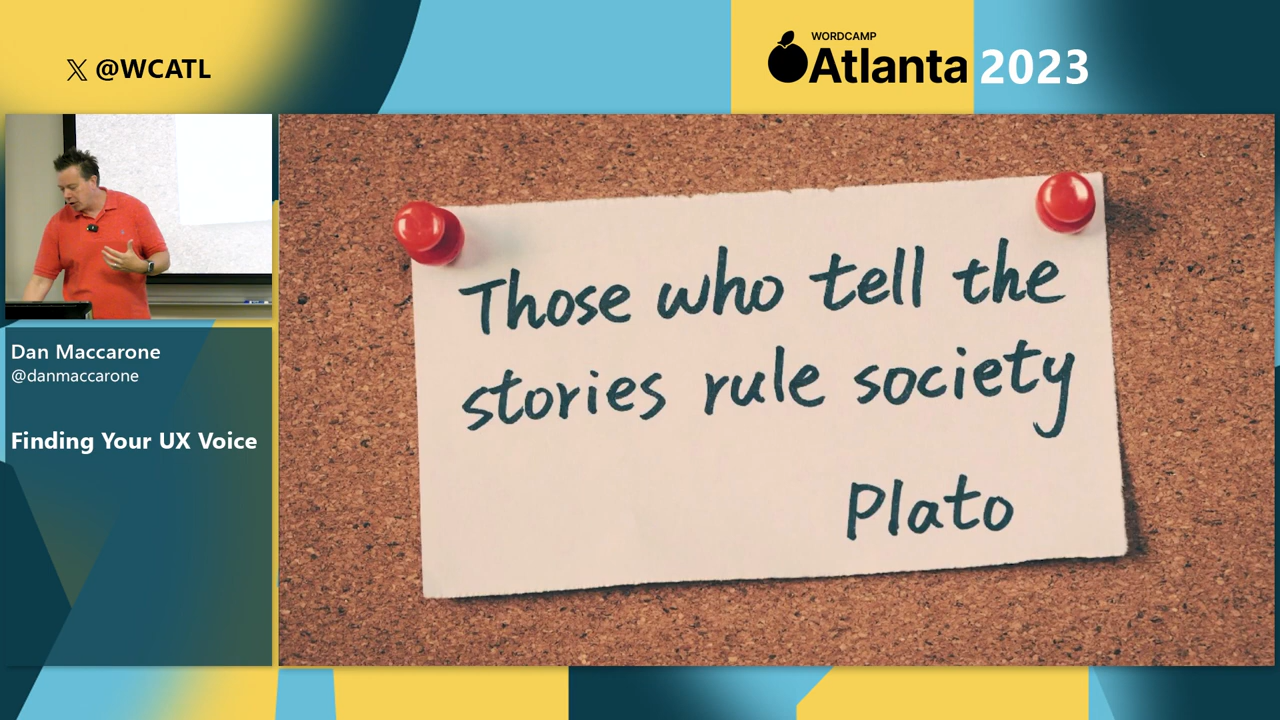 𝕏 @WCATL
WORDCAMP
Atlanta 2023
Dan Maccarone
@danmaccarone
Finding Your UX Voice
Those who tell the
stories rule society
Plato